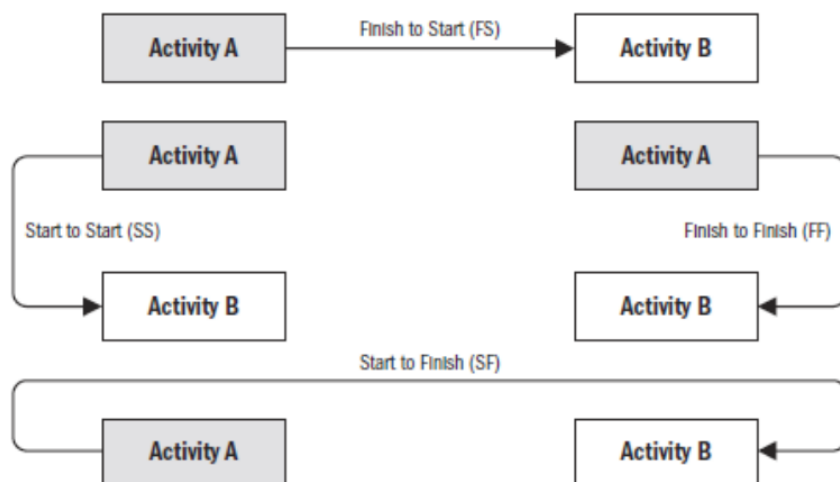 Activity A
Finish to Start (FS)
Activity B
Activity A
Activity A
Start to Start (SS)
Finish to Finish (FF)
Activity B
Activity B
Start to Finish (SF)
Activity A
Activity B